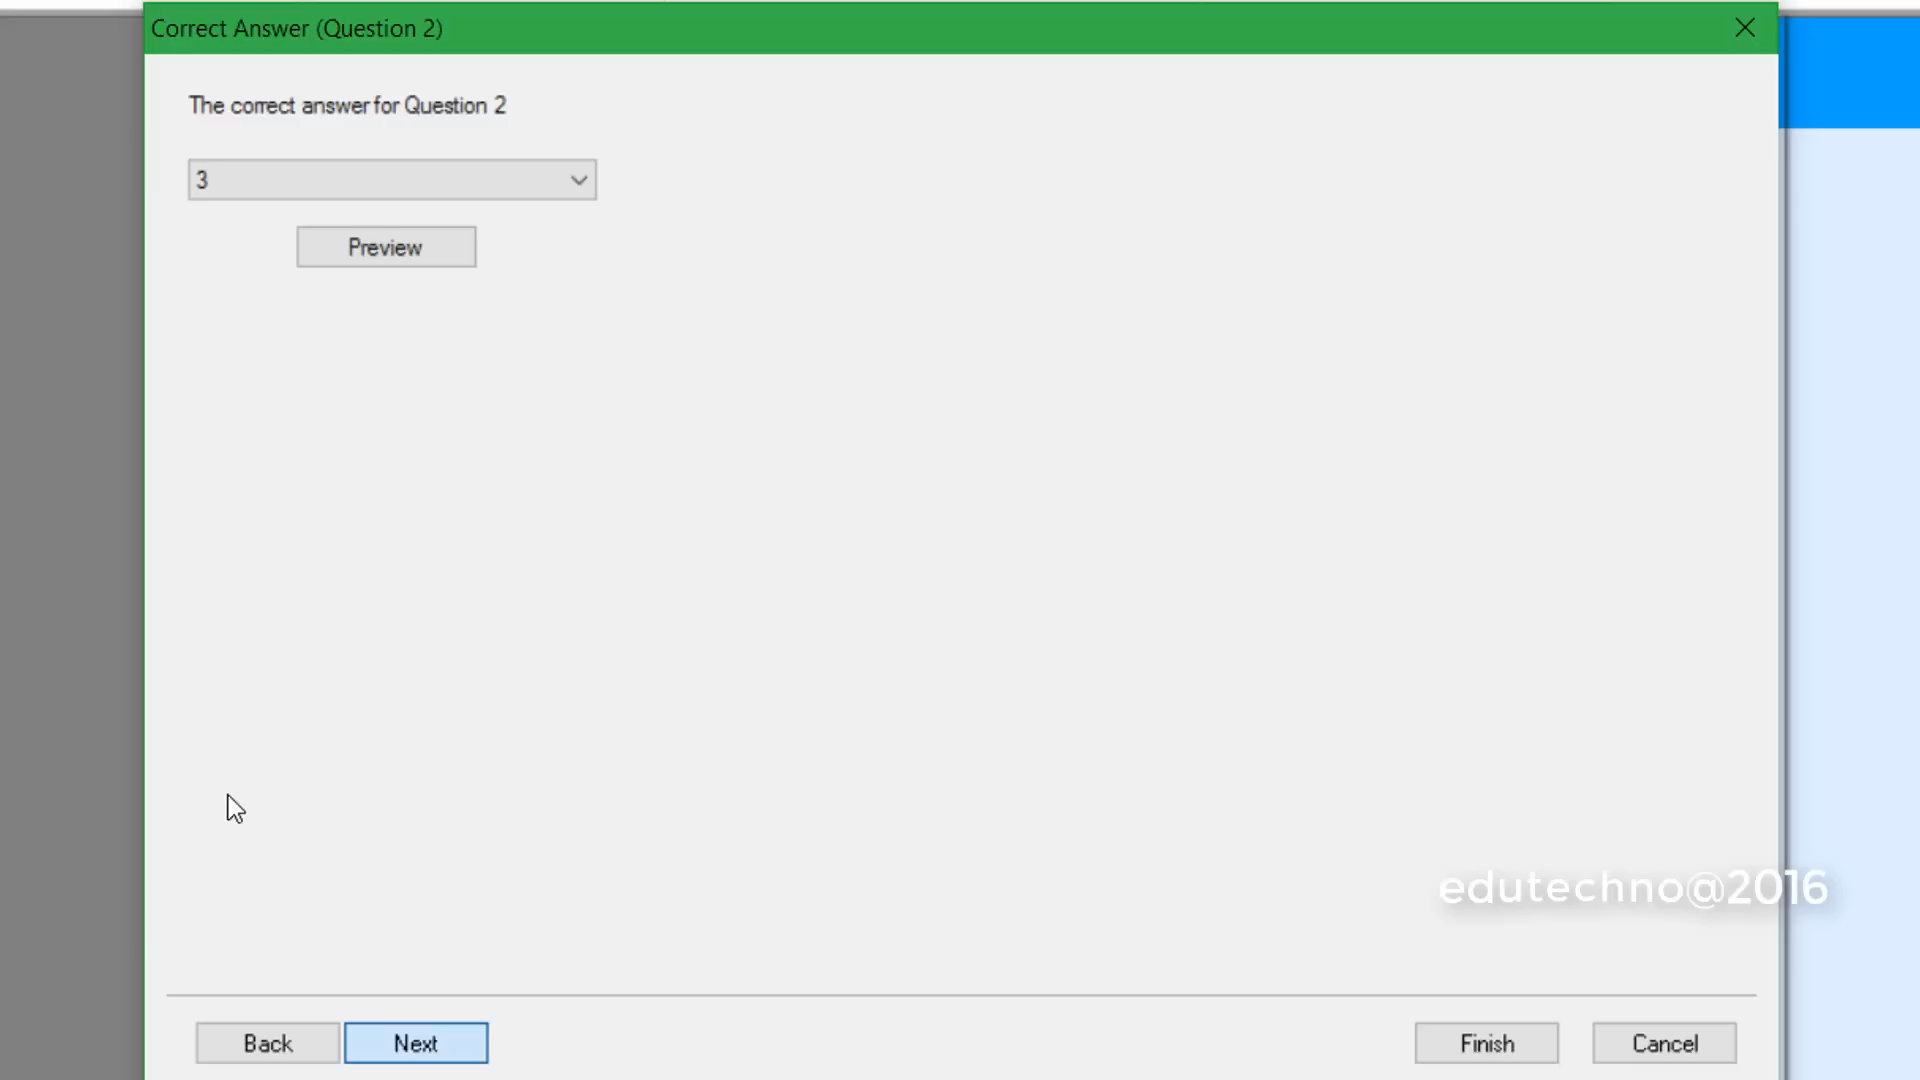 Correct Answer (Question 2)
The correct answer for Question 2
3
Preview
edutechno@2016
Back
Next
Finish
Cancel